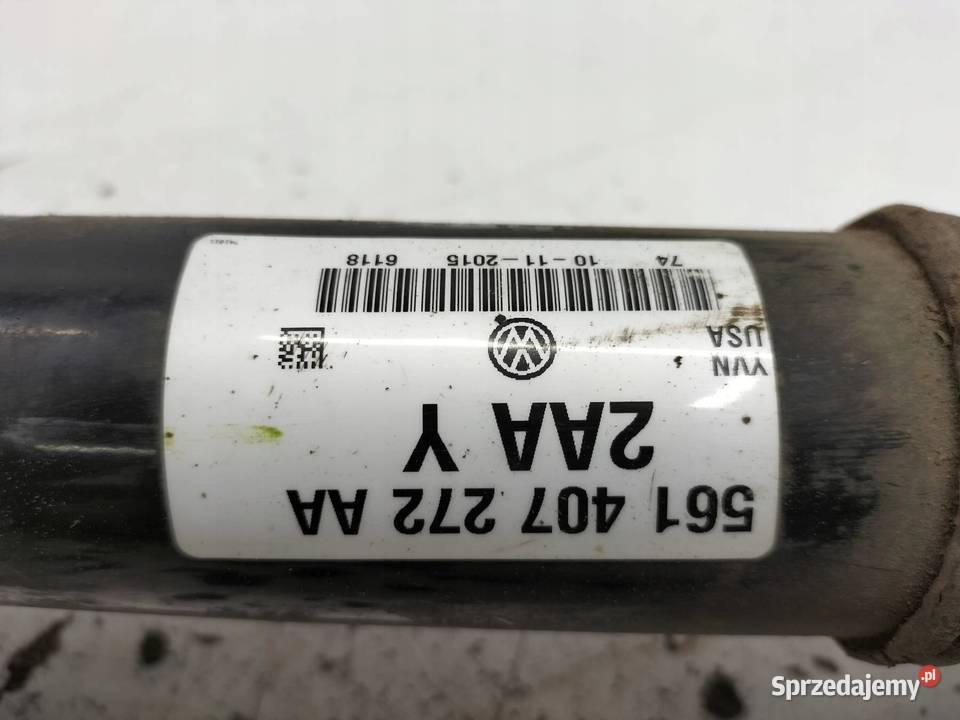 561 407 272 AA
2AA Y
YVN
USA
74 10-11-2015 6118
Sprzedajemy.pl